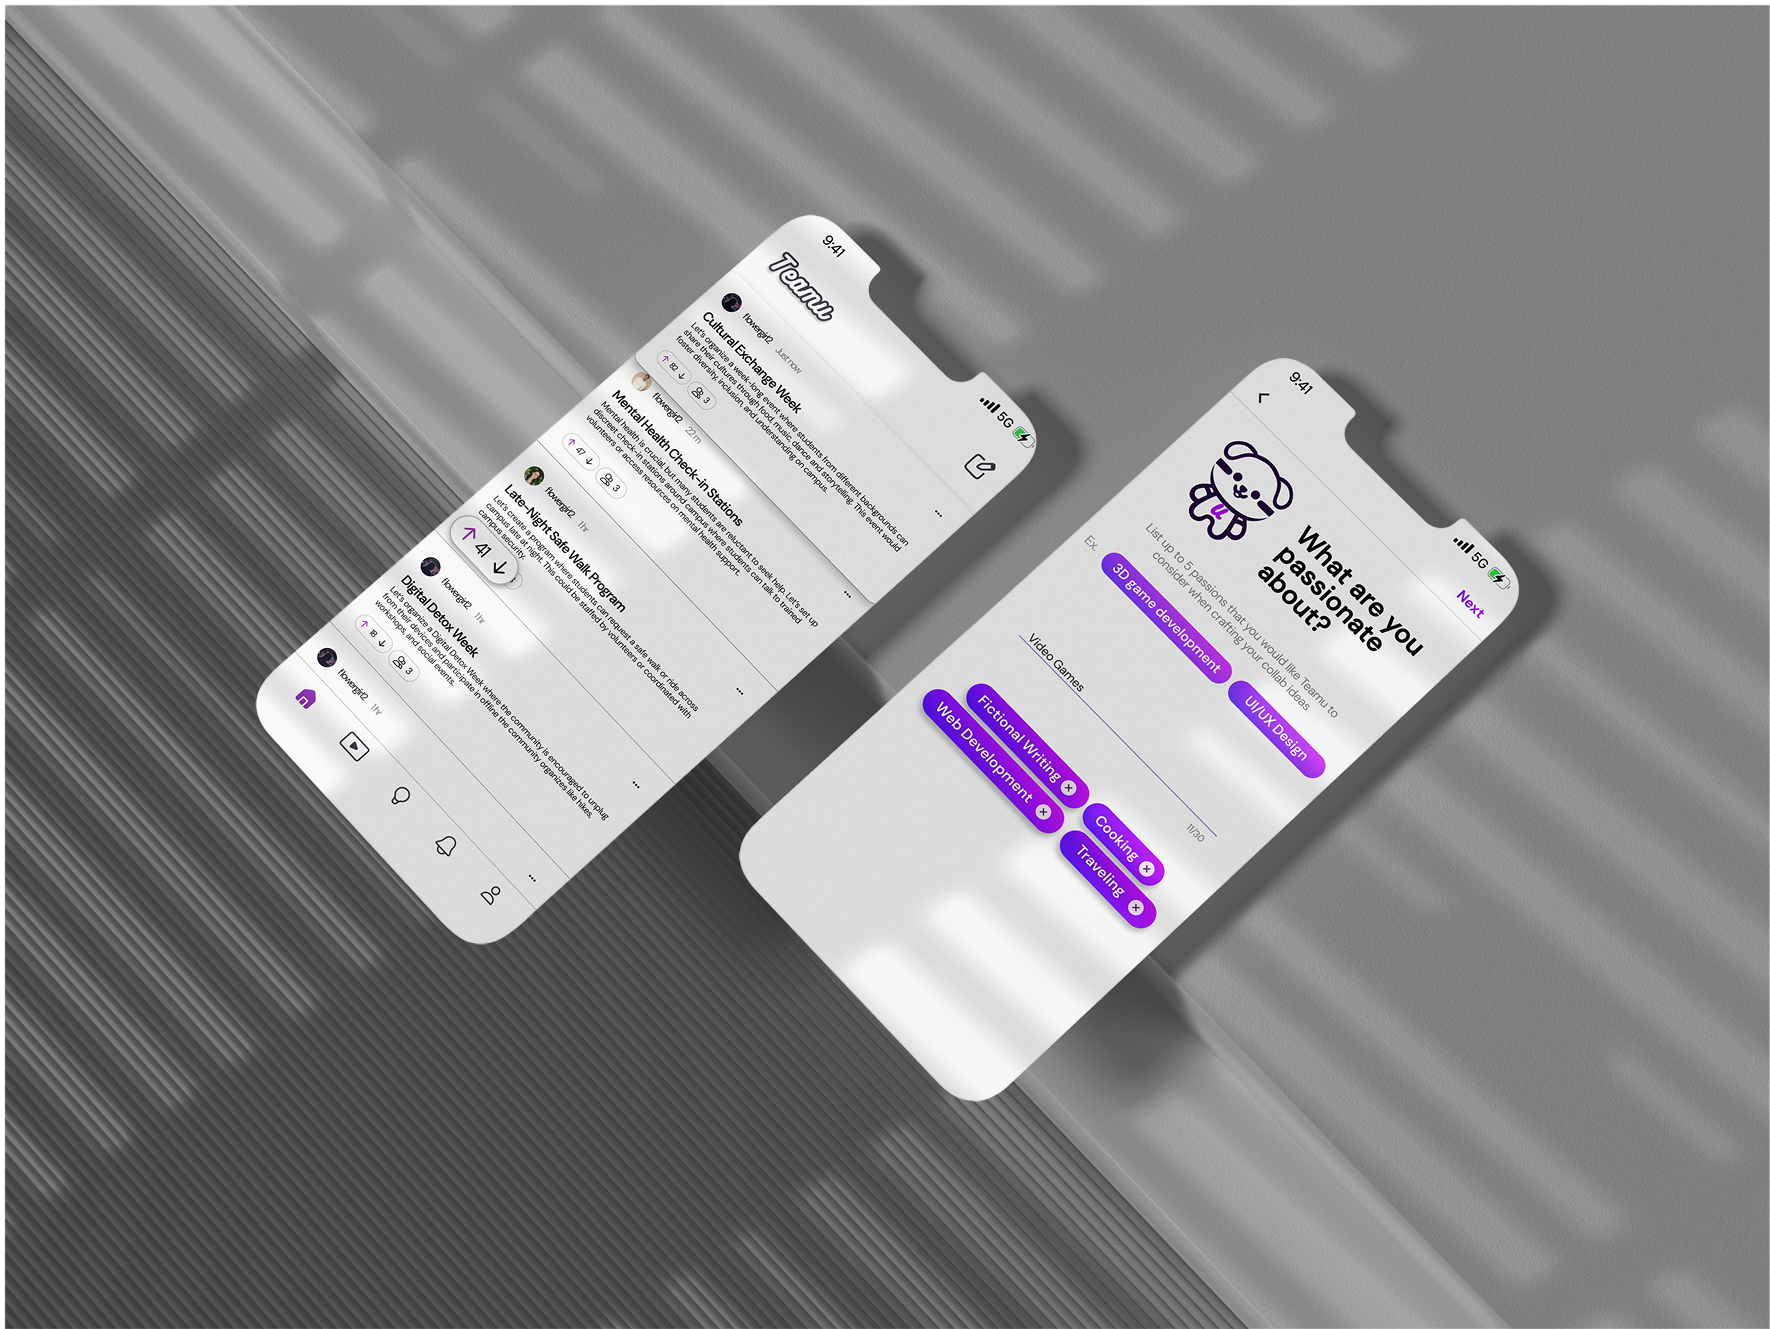 9:41
5G
Teamu
flowergirl2 Just now
Cultural Exchange Week
Let's organize a week-long event where students from different backgrounds can
share their cultures through food, music, dance and storytelling. This event would
foster diversity, inclusion, and understanding on campus.
82
3
flowergirl2 22m
Mental Health Check-in Stations
Mental health is crucial, but many students are reluctant to seek help. Let's set up
discreet check-in stations around campus where students can talk to trained
volunteers or access resources on mental health support.
47
3
flowergirl2 1hr
Late-Night Safe Walk Program
Let's create a program where students can request a safe walk or ride across
campus late at night. This could be staffed by volunteers or coordinated with
campus security.
41
flowergirl2 1hr
Digital Detox Week
Let's organize a Digital Detox Week where the community is encouraged to unplug
from their devices and participate in offline the community organizes like hikes,
workshops, and social events.
18
3
flowergirl2 1hr
9:41
5G
Next
u
What are you
passionate
about?
List up to 5 passions that you would like Teamu to
consider when crafting your collab ideas
Ex.
3D game development
UI/UX Design
Video Games
11/30
Fictional Writing
Cooking
Web Development
Traveling